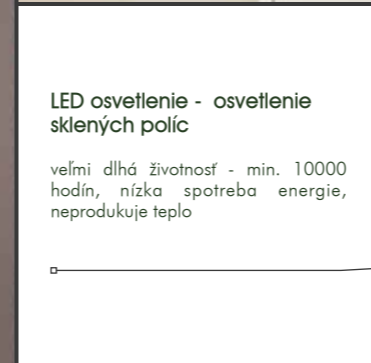 LED osvetlenie -  osvetlenie
sklených políc
veľmi dlhá životnosť - min. 10000
hodín, nízka spotreba energie,
neprodukuje teplo